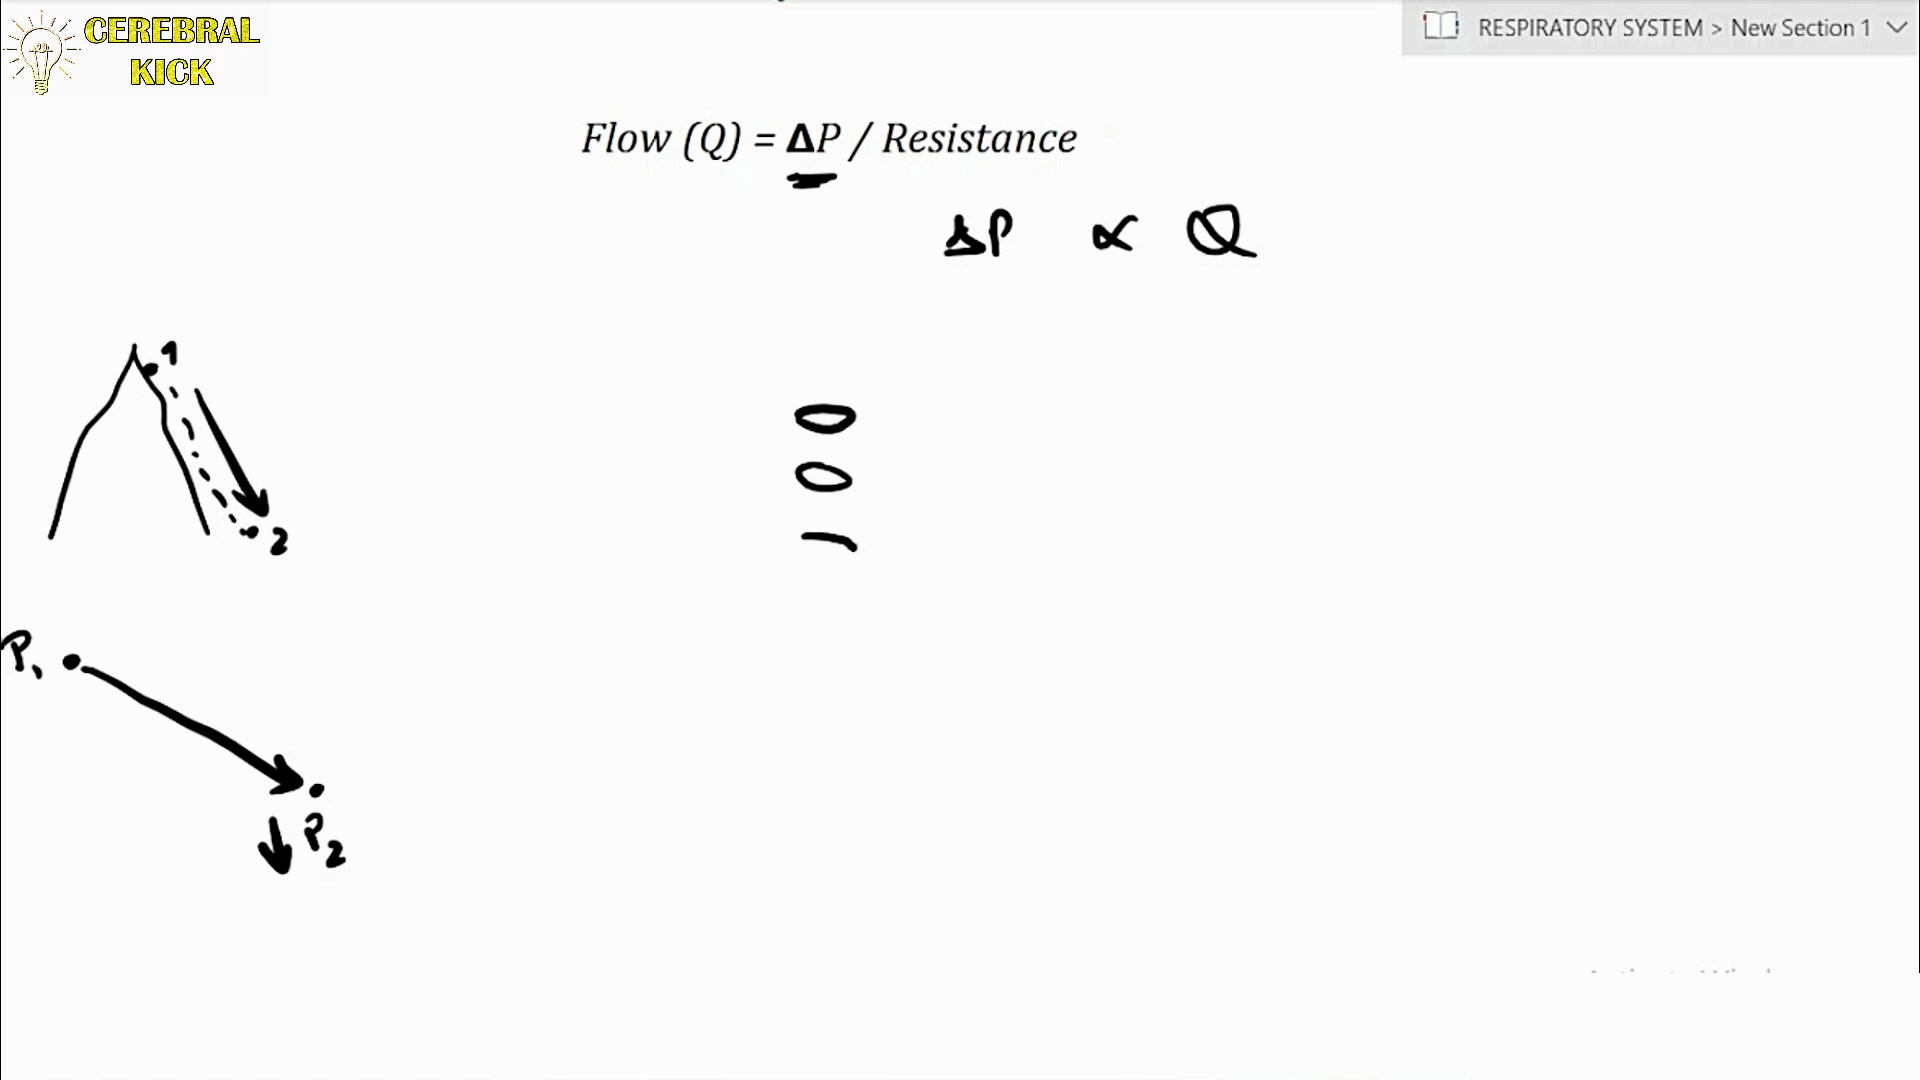 CEREBRAL
KICK
RESPIRATORY SYSTEM > New Section 1
Flow (Q) = ΔP / Resistance
ΔP ∝ Q
1
2
P₁
P₂